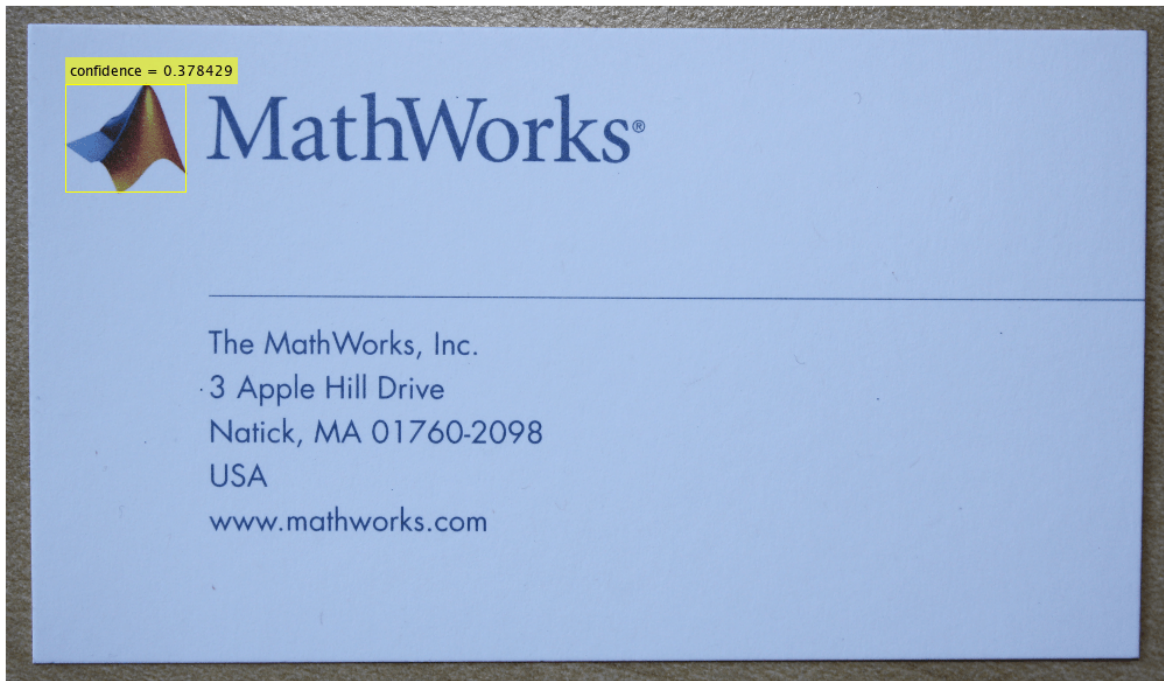 confidence = 0.378429
MathWorks®
The MathWorks, Inc.
3 Apple Hill Drive
Natick, MA 01760-2098
USA
www.mathworks.com